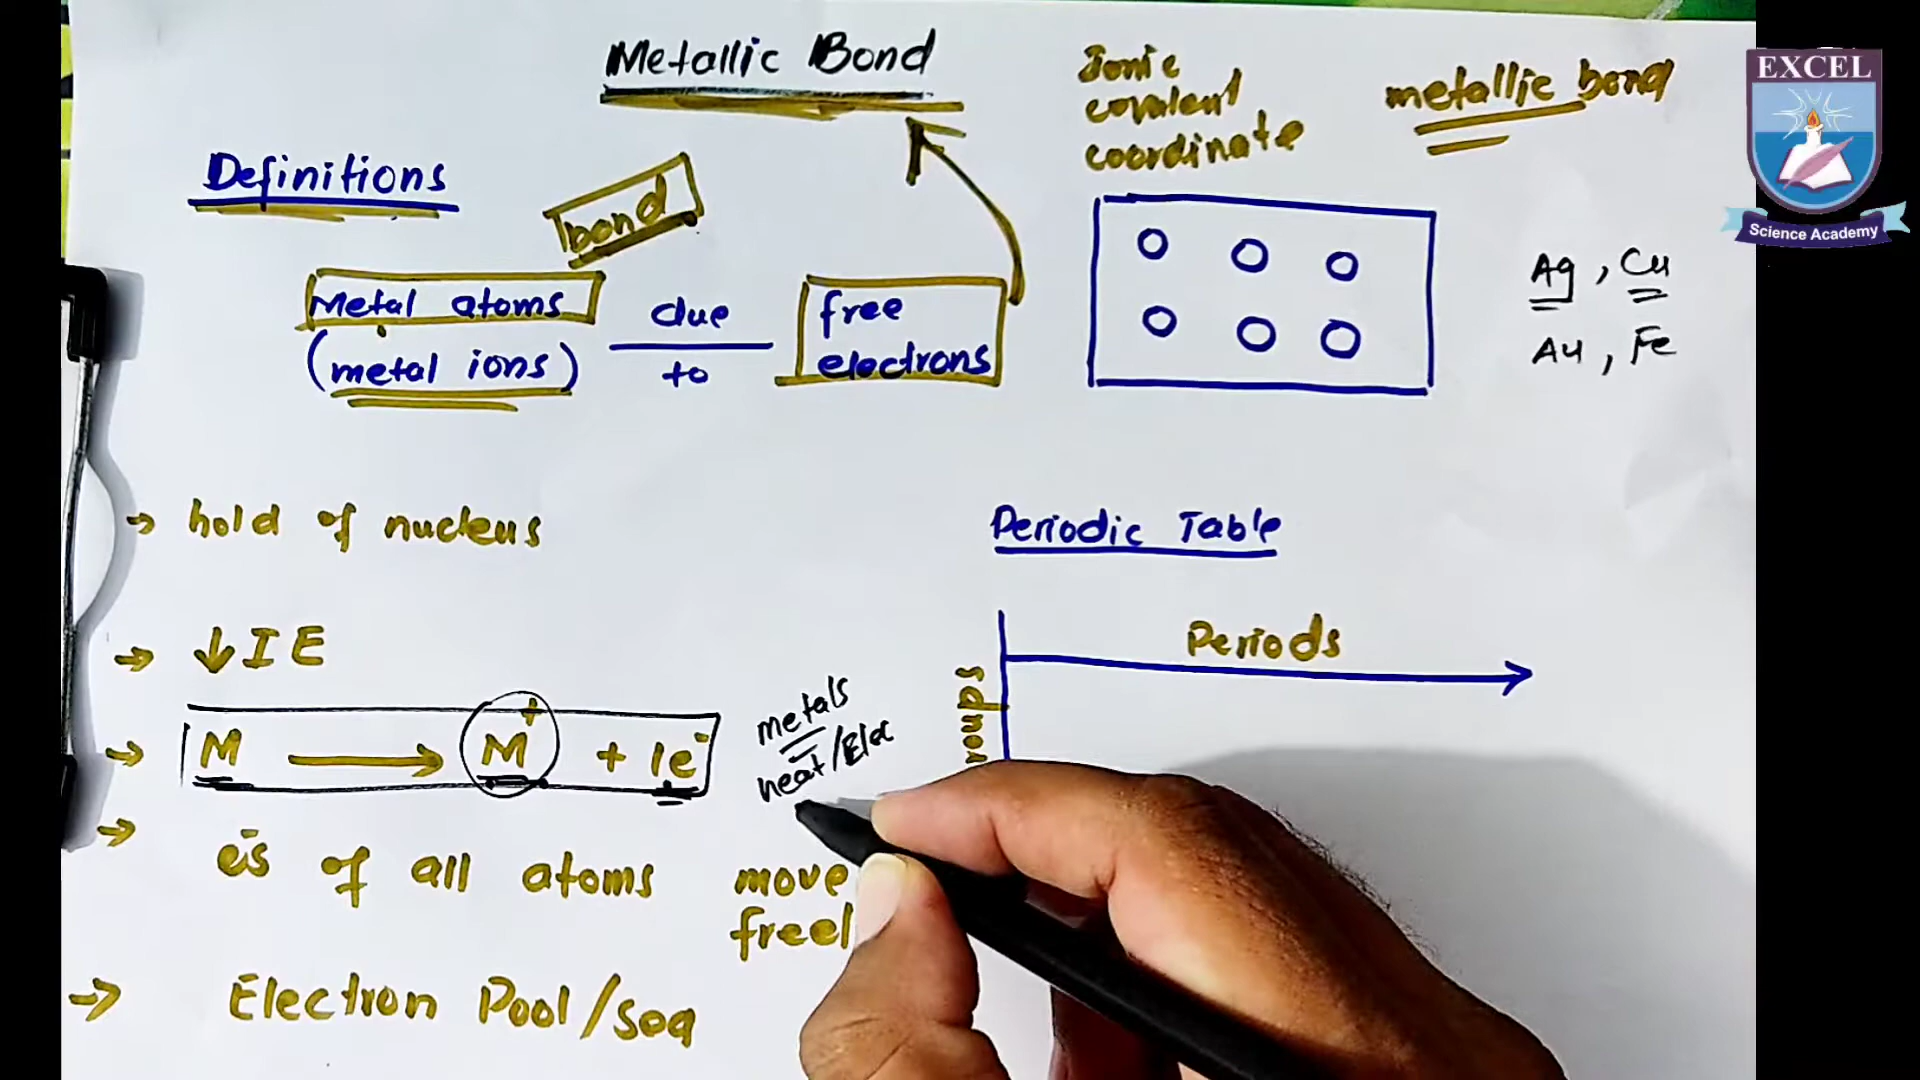 Metallic Bond
Ionic
covalent
coordinate
metallic bond
EXCEL
Science Academy
Definitions
bond
Metal atoms
(metal ions)
due
to
free
electrons
Ag, Cu
Au, Fe
→ hold of nucleus
→ ↓IE
→ M → M⁺ + 1e⁻
metals
heat/Elec
→ es of all atoms move
freel
→ Electron Pool/sea
Periodic Table
Periods